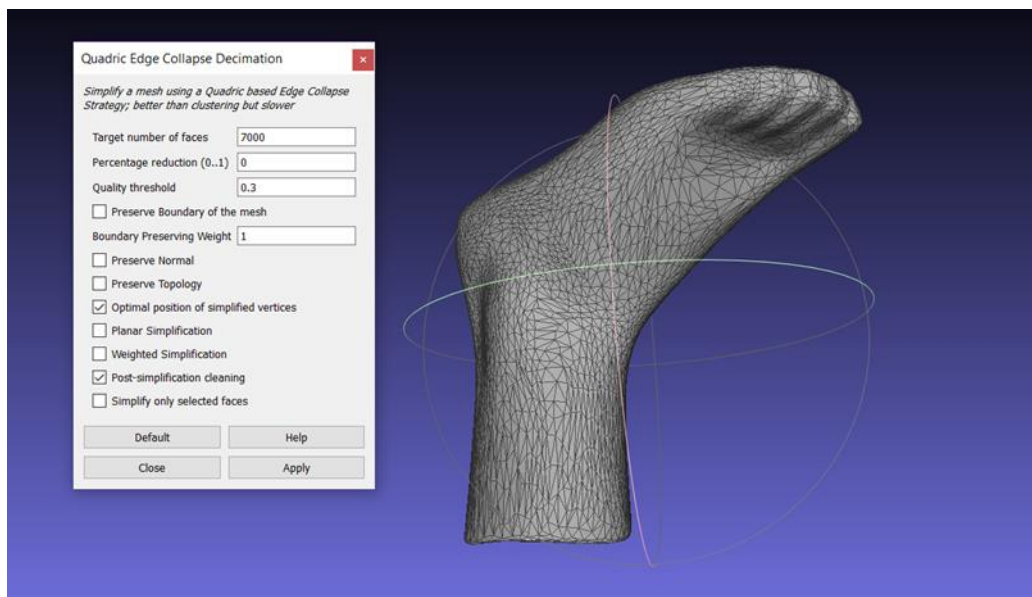 Quadric Edge Collapse Decimation
Simplify a mesh using a Quadric based Edge Collapse
Strategy; better than clustering but slower
Target number of faces 7000
Percentage reduction (0..1) 0
Quality threshold 0.3
Preserve Boundary of the mesh
Boundary Preserving Weight 1
Preserve Normal
Preserve Topology
Optimal position of simplified vertices
Planar Simplification
Weighted Simplification
Post-simplification cleaning
Simplify only selected faces
Default Help
Close Apply